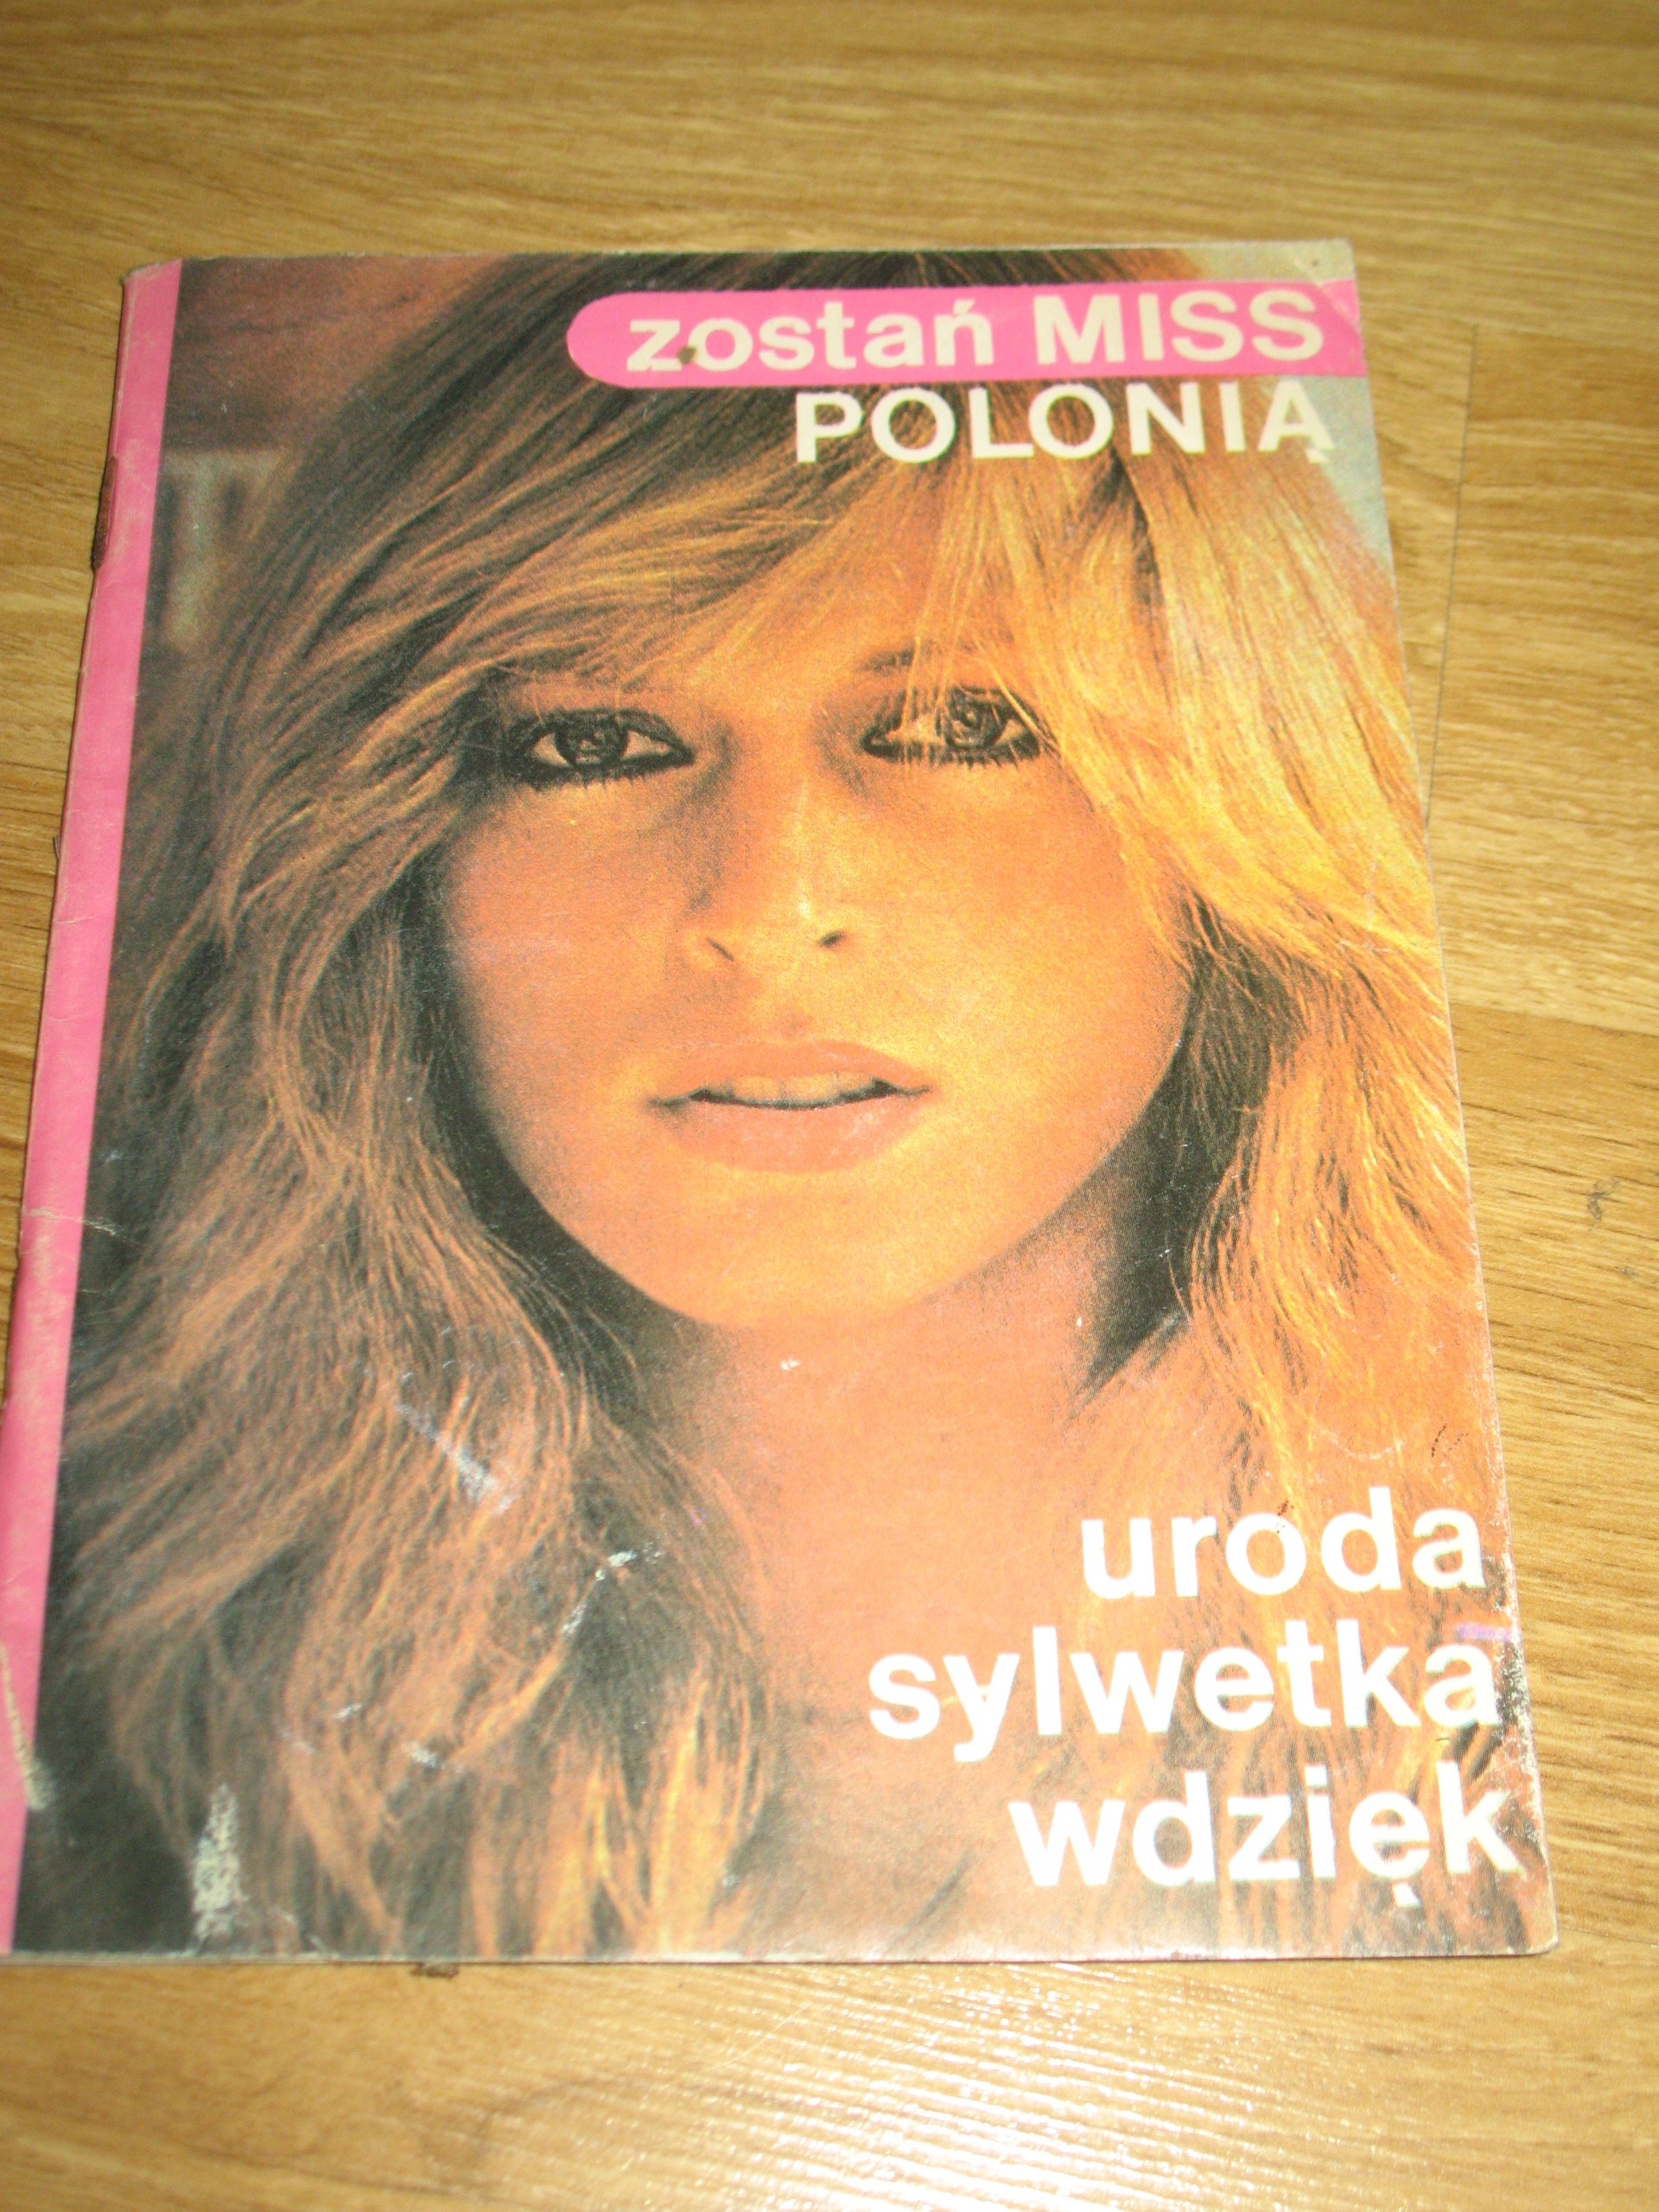 zostań MISS
POLONIĄ
uroda
sylwetka
wdzięk